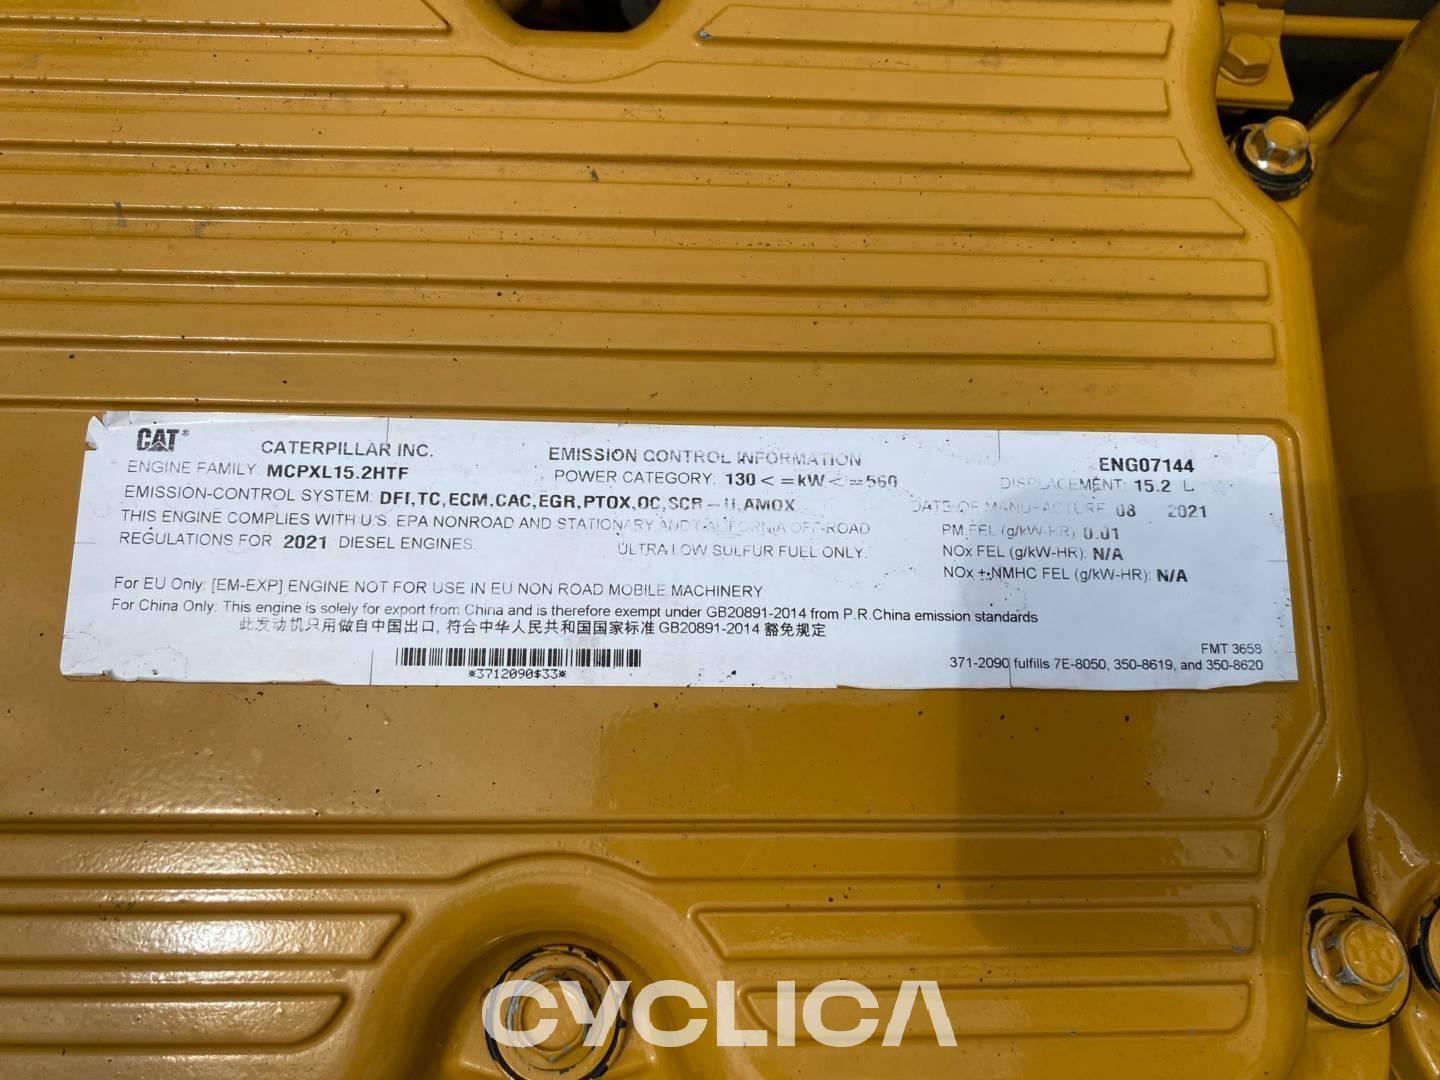 CAT® CATERPILLAR INC. EMISSION CONTROL INFORMATION ENG07144
ENGINE FAMILY: MCPXL15.2HTF POWER CATEGORY: 130<=kW<=560 DISPLACEMENT: 15.2 L
EMISSION-CONTROL SYSTEM: DFI,TC,ECM,CAC,EGR,PTOX,OC,SCR-U,AMOX DATE OF MANUFACTURE 08 2021
THIS ENGINE COMPLIES WITH U.S. EPA NONROAD AND STATIONARY AND CALIFORNIA OFF-ROAD PM FEL (g/kW-HR) 0.01
REGULATIONS FOR 2021 DIESEL ENGINES. ULTRA LOW SULFUR FUEL ONLY. NOx FEL (g/kW-HR): N/A
NOx + NMHC FEL (g/kW-HR): N/A
For EU Only: [EM-EXP] ENGINE NOT FOR USE IN EU NON ROAD MOBILE MACHINERY
For China Only: This engine is solely for export from China and is therefore exempt under GB20891-2014 from P.R.China emission standards
此发动机只用做自中国出口, 符合中华人民共和国国家标准 GB20891-2014 豁免规定
FMT 3658
*3712090$33* 371-2090 fulfills 7E-8050, 350-8619, and 350-8620
CYCLICA